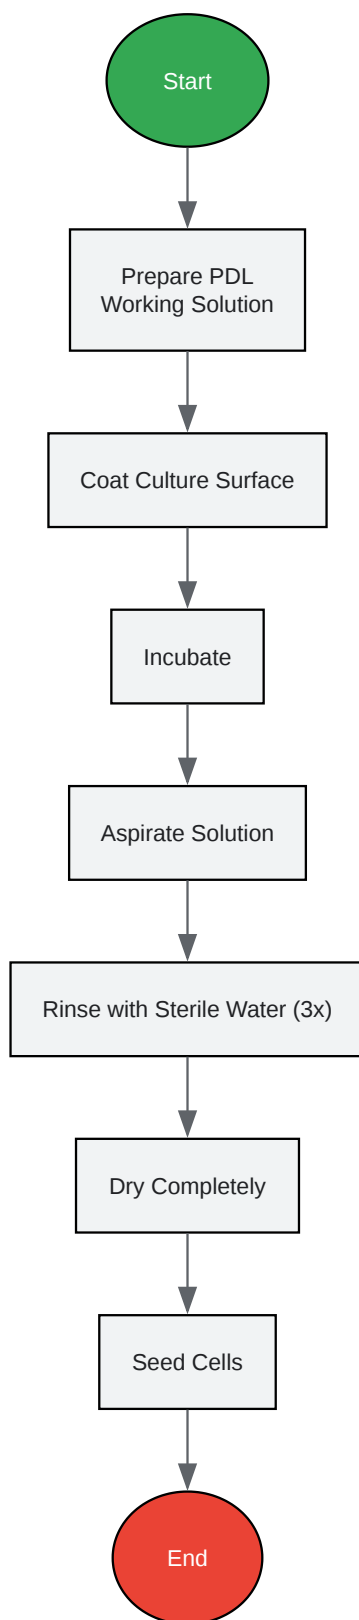 Start
Prepare PDL
Working Solution
Coat Culture Surface
Incubate
Aspirate Solution
Rinse with Sterile Water (3x)
Dry Completely
Seed Cells
End